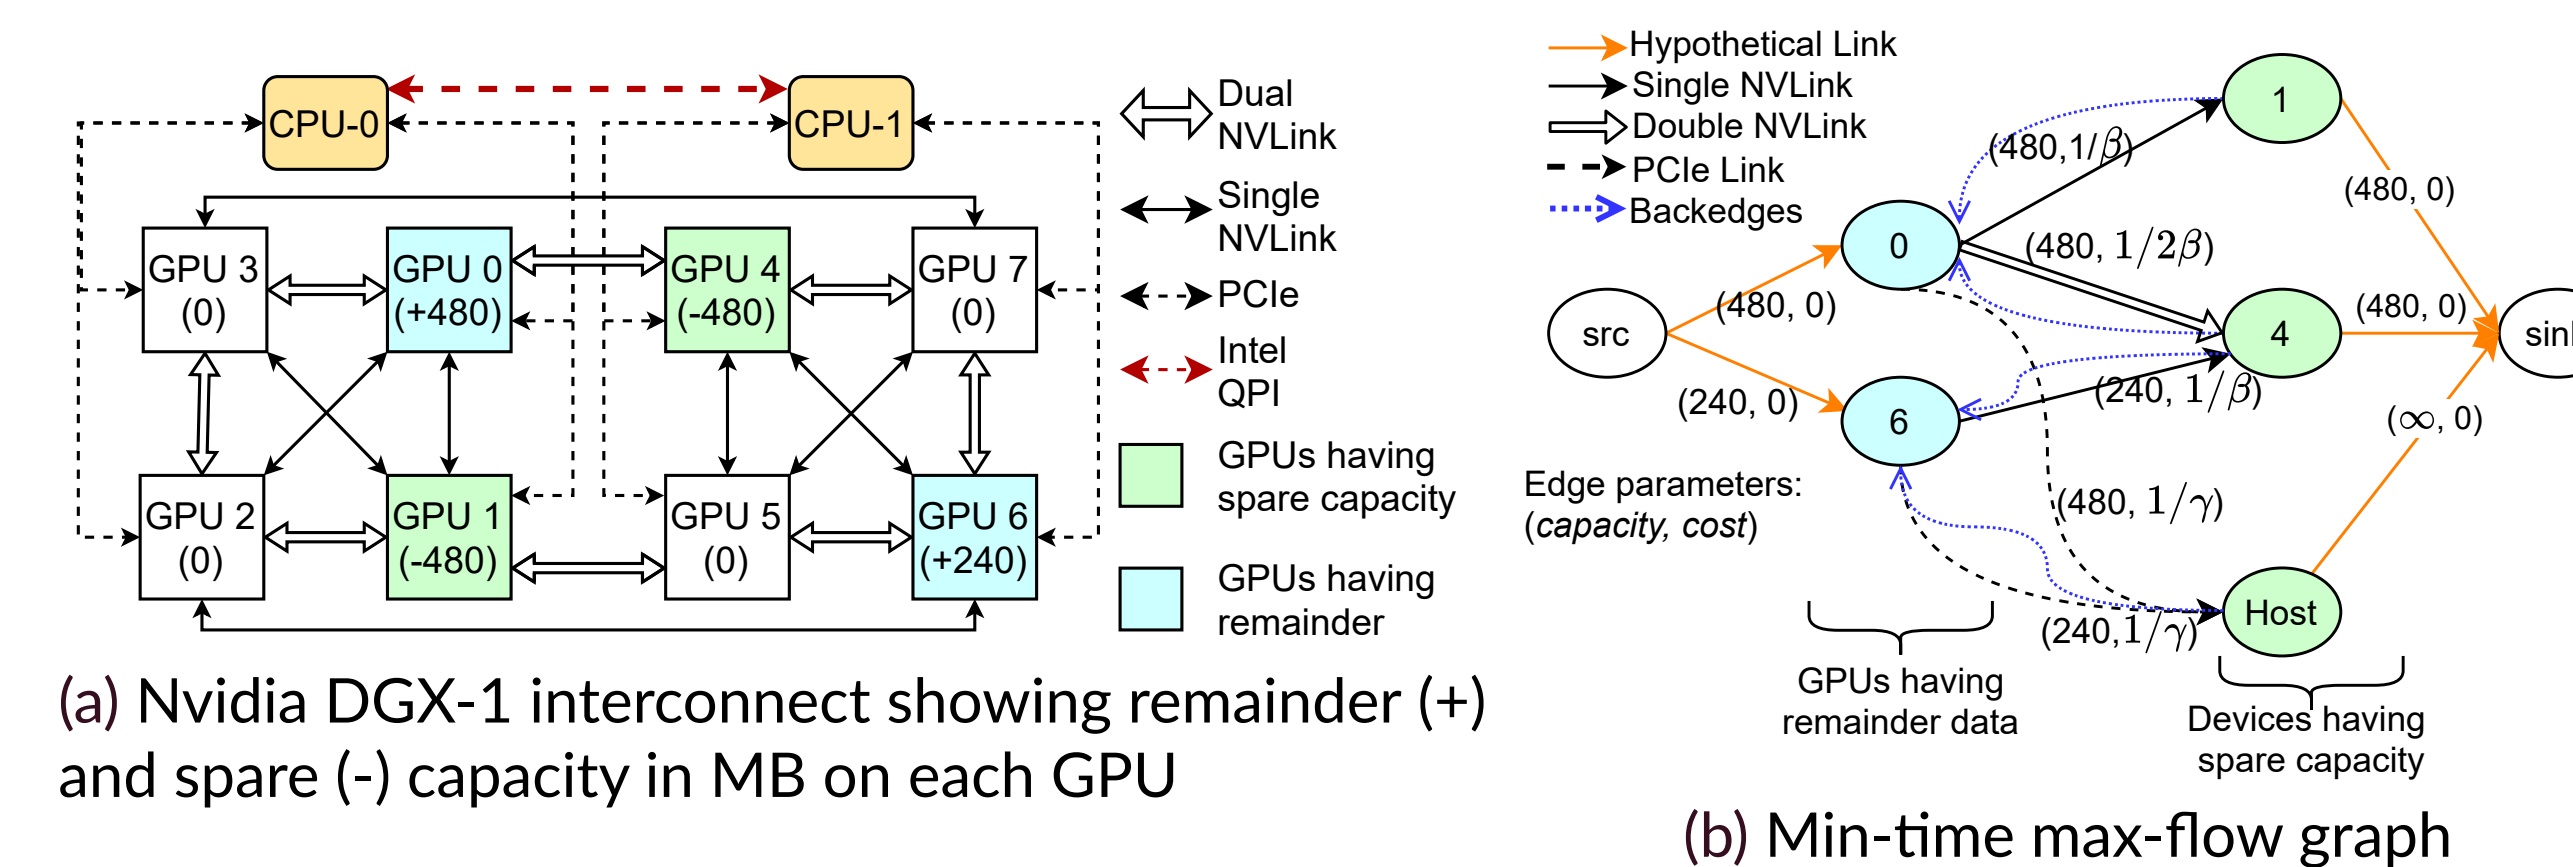 CPU-0
CPU-1
GPU 3
(0)
GPU 0
(+480)
GPU 4
(-480)
GPU 7
(0)
GPU 2
(0)
GPU 1
(-480)
GPU 5
(0)
GPU 6
(+240)
Dual
NVLink
Single
NVLink
PCIe
Intel
QPI
GPUs having
spare capacity
GPUs having
remainder
(a) Nvidia DGX-1 interconnect showing remainder (+)
and spare (-) capacity in MB on each GPU
Hypothetical Link
Single NVLink
Double NVLink
PCIe Link
Backedges
1
(480,1/β)
(480, 0)
0
(480, 1/2β)
(480, 0)
(480, 0)
src
4
sin
(240, 0)
6
(240, 1/β)
(∞, 0)
Edge parameters:
(capacity, cost)
(480, 1/γ)
Host
(240,1/γ)
GPUs having
remainder data
Devices having
spare capacity
(b) Min-time max-flow graph